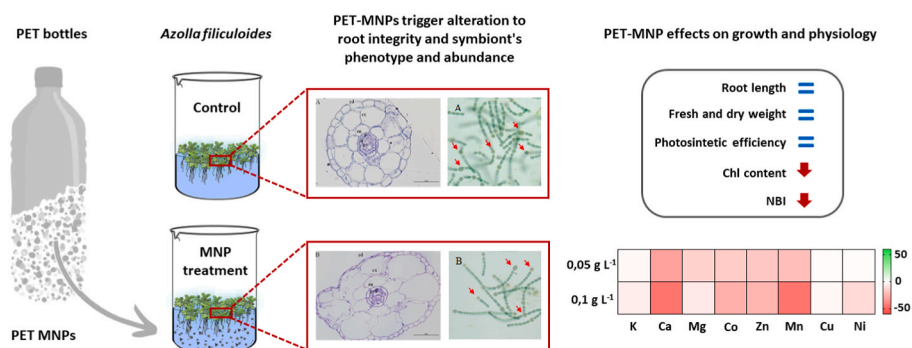 PET bottles
Azolla filiculoides
PET-MNPs trigger alteration to
root integrity and symbiont's
phenotype and abundance
PET-MNP effects on growth and physiology
Control
A
A
Root length
Fresh and dry weight
Photosintetic efficiency
Chl content
NBI
MNP
treatment
B
B
PET MNPs
0,05 g L-1
0,1 g L-1
K Ca Mg Co Zn Mn Cu Ni
50
0
-50